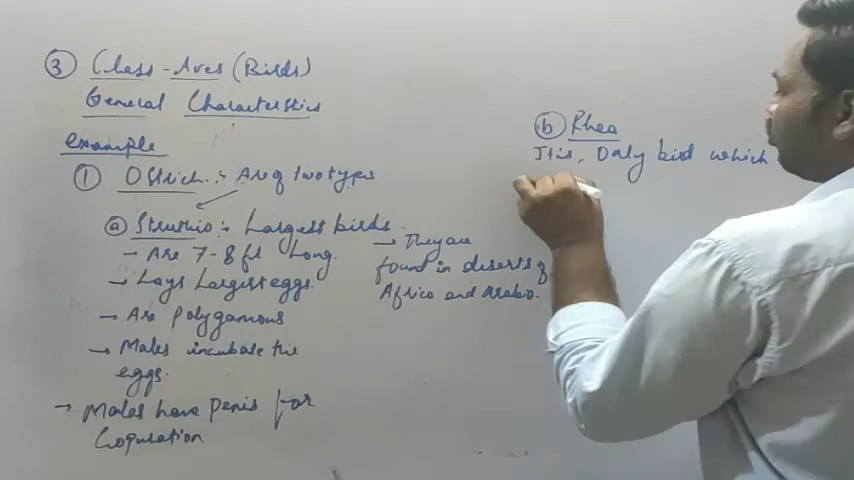 ③ Class - Aves (Birds)
General Characterstics
example
① Ostrich :- Are of two types
ⓐ Struthio :- Largest birds
→ Are 7-8 ft long.
→ Lays Largest eggs.
→ Are polygamous
→ Males incubate the
eggs.
→ Males have penis for
Copulation
→ They are
found in deserts of
Africa and Arabia.
ⓑ Rhea
It is, Only bird which